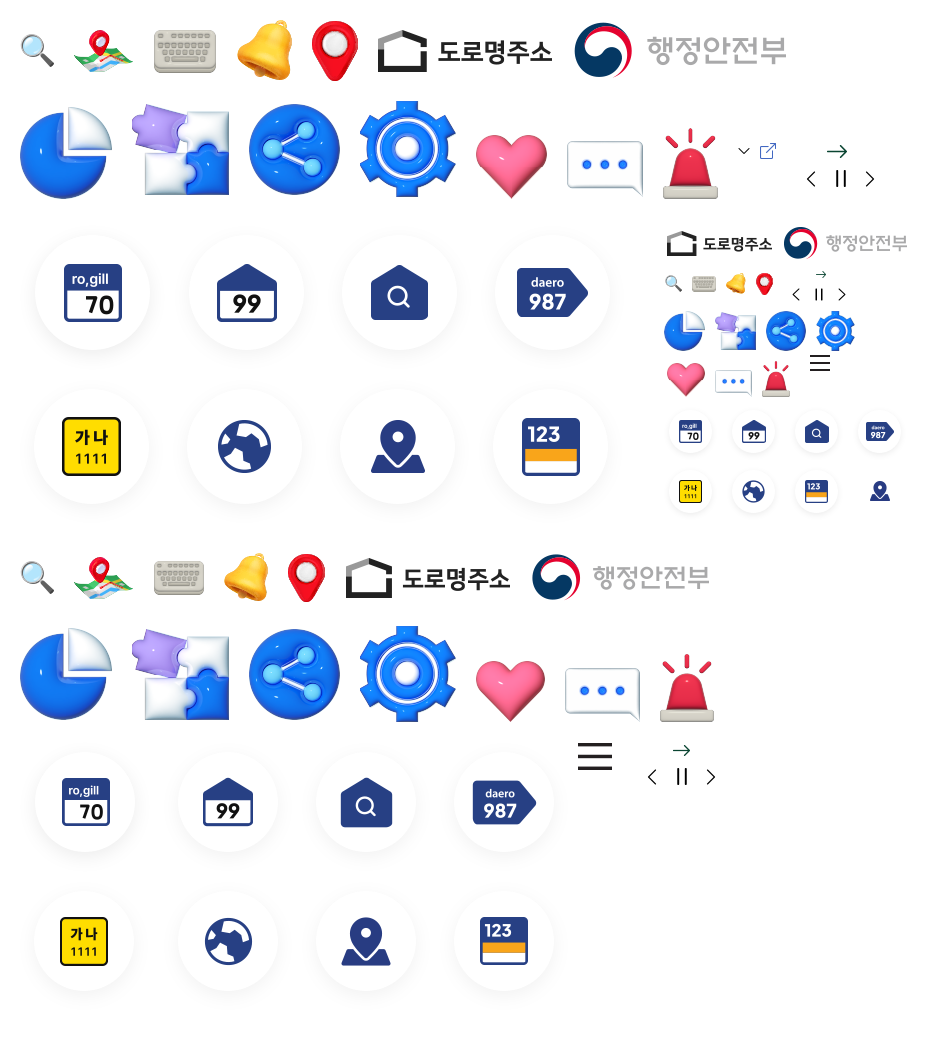 도로명주소 행정안전부
ro,gill
70
99
daero
987
가나
1111
123
도로명주소 행정안전부
ro,gill
70
99
daero
987
가나
1111
123
도로명주소 행정안전부
ro,gill
70
99
daero
987
가나
1111
123